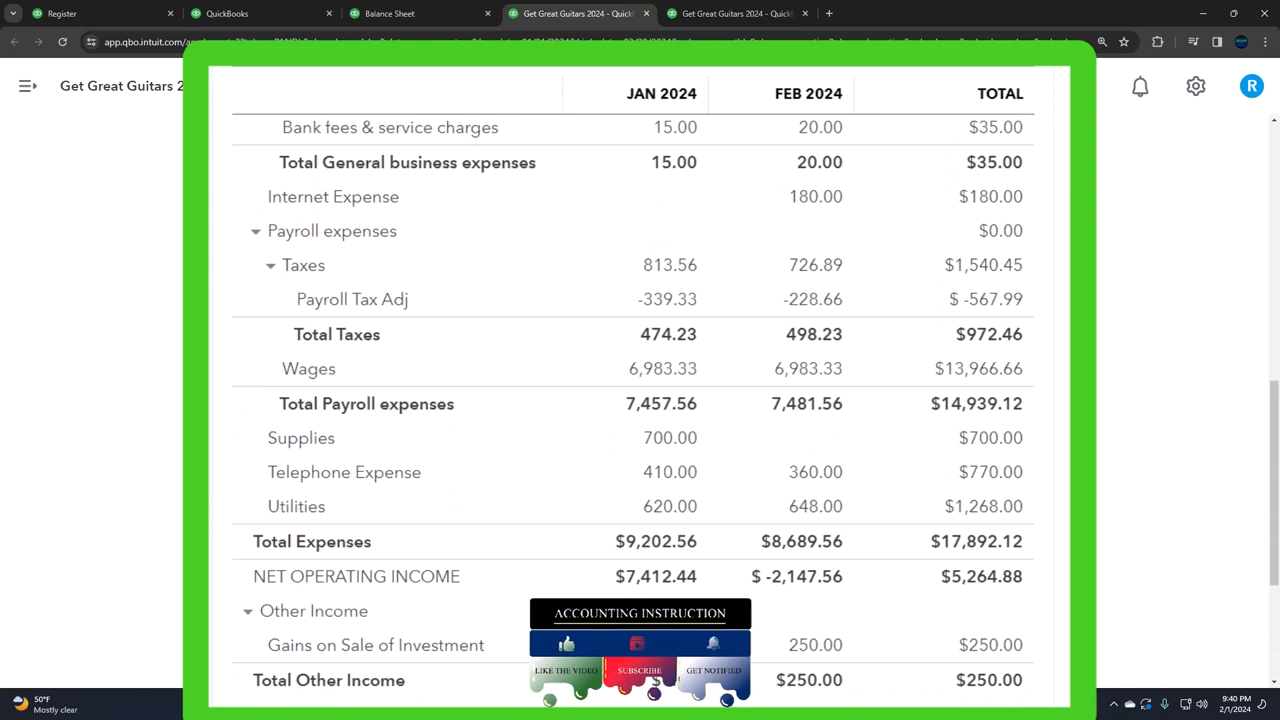 Register QuickBooks Balance Sheet Get Great Guitars 2024 Get Great Guitars 2024 - Quick
app.qbo.intuit.com
Get Great Guitars 2 R
JAN 2024 FEB 2024 TOTAL
Bank fees & service charges 15.00 20.00 $35.00
Total General business expenses 15.00 20.00 $35.00
Internet Expense 180.00 $180.00
Payroll expenses $0.00
Taxes 813.56 726.89 $1,540.45
Payroll Tax Adj -339.33 -228.66 $ -567.99
Total Taxes 474.23 498.23 $972.46
Wages 6,983.33 6,983.33 $13,966.66
Total Payroll expenses 7,457.56 7,481.56 $14,939.12
Supplies 700.00 $700.00
Telephone Expense 410.00 360.00 $770.00
Utilities 620.00 648.00 $1,268.00
Total Expenses $9,202.56 $8,689.56 $17,892.12
NET OPERATING INCOME $7,412.44 $ -2,147.56 $5,264.88
Other Income
ACCOUNTING INSTRUCTION
Gains on Sale of Investment 250.00 $250.00
LIKE THE VIDEO SUBSCRIBE GET NOTIFIED
Total Other Income $250.00 $250.00
50°F
Mostly clear
9:40 PM
2/1/2024